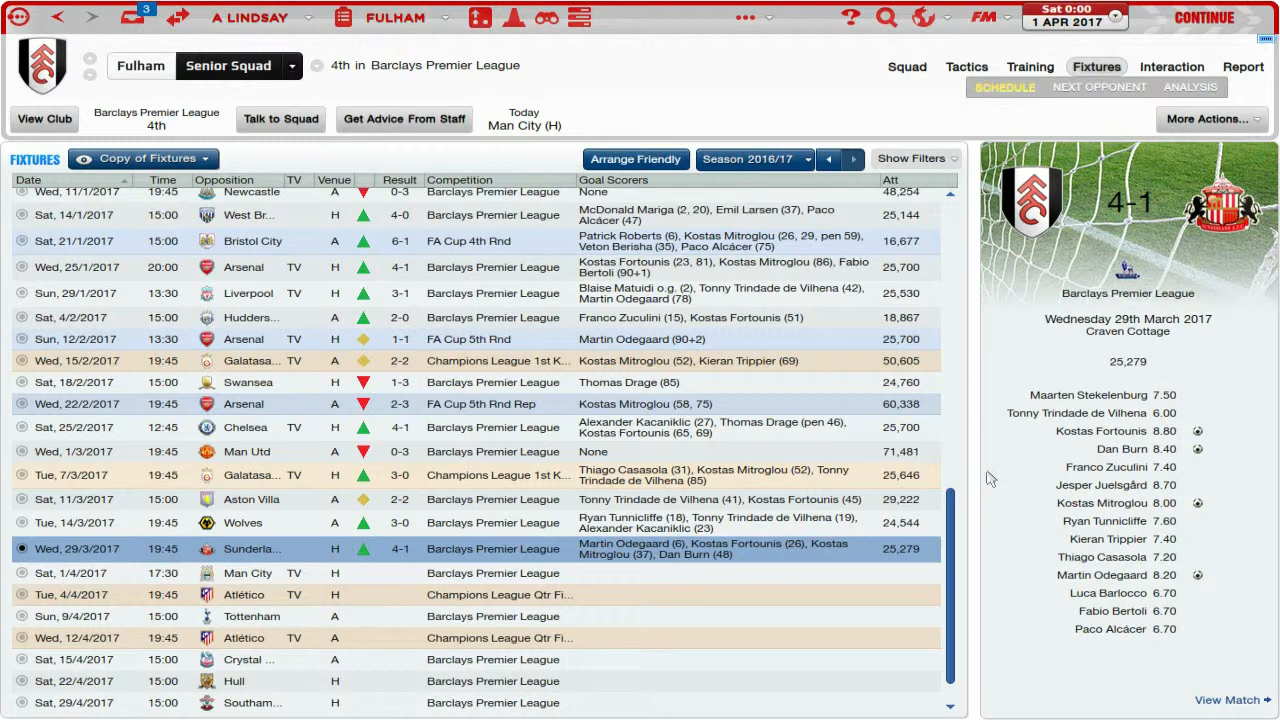 3 A LINDSAY FULHAM FM Sat 0:00 CONTINUE
1 APR 2017
Fulham Senior Squad 4th in Barclays Premier League Squad Tactics Training Fixtures Interaction Report
SCHEDULE NEXT OPPONENT ANALYSIS
View Club Barclays Premier League Talk to Squad Get Advice From Staff Today More Actions...
4th Man City (H)
FIXTURES Copy of Fixtures Arrange Friendly Season 2016/17 Show Filters
Date Time Opposition TV Venue Result Competition Goal Scorers Att
Wed, 11/1/2017 19:45 Newcastle A 0-3 Barclays Premier League None 48,254
Sat, 14/1/2017 15:00 West Br... H 4-0 Barclays Premier League McDonald Mariga (2, 20), Emil Larsen (37), Paco 25,144
Alcácer (47)
Sat, 21/1/2017 15:00 Bristol City A 6-1 FA Cup 4th Rnd Patrick Roberts (6), Kostas Mitroglou (26, 29, pen 59), 16,677
Veton Berisha (35), Paco Alcácer (75)
Wed, 25/1/2017 20:00 Arsenal TV H 4-1 Barclays Premier League Kostas Fortounis (23, 81), Kostas Mitroglou (86), Fabio 25,700
Bertoli (90+1)
Sun, 29/1/2017 13:30 Liverpool TV H 3-1 Barclays Premier League Blaise Matuidi o.g. (2), Tonny Trindade de Vilhena (42), 25,530
Martin Odegaard (78)
Sat, 4/2/2017 15:00 Hudders... A 2-0 Barclays Premier League Franco Zuculini (15), Kostas Fortounis (51) 18,867
Sun, 12/2/2017 13:30 Arsenal TV H 1-1 FA Cup 5th Rnd Martin Odegaard (90+2) 25,700
Wed, 15/2/2017 19:45 Galatasa... TV A 2-2 Champions League 1st K... Kostas Mitroglou (52), Kieran Trippier (69) 50,605
Sat, 18/2/2017 15:00 Swansea H 1-3 Barclays Premier League Thomas Drage (85) 24,760
Wed, 22/2/2017 19:45 Arsenal A 2-3 FA Cup 5th Rnd Rep Kostas Mitroglou (58, 75) 60,338
Sat, 25/2/2017 12:45 Chelsea TV H 4-1 Barclays Premier League Alexander Kacaniklic (27), Thomas Drage (pen 46), 25,700
Kostas Fortounis (65, 69)
Wed, 1/3/2017 19:45 Man Utd A 0-3 Barclays Premier League None 71,481
Tue, 7/3/2017 19:45 Galatasa... TV H 3-0 Champions League 1st K... Thiago Casasola (31), Kostas Mitroglou (52), Tonny 25,646
Trindade de Vilhena (85)
Sat, 11/3/2017 15:00 Aston Villa A 2-2 Barclays Premier League Tonny Trindade de Vilhena (41), Kostas Fortounis (45) 29,222
Tue, 14/3/2017 19:45 Wolves A 3-0 Barclays Premier League Ryan Tunnicliffe (18), Tonny Trindade de Vilhena (19), 24,544
Alexander Kacaniklic (23)
Wed, 29/3/2017 19:45 Sunderla... H 4-1 Barclays Premier League Martin Odegaard (6), Kostas Fortounis (26), Kostas 25,279
Mitroglou (37), Dan Burn (48)
Sat, 1/4/2017 17:30 Man City TV H Barclays Premier League
Tue, 4/4/2017 19:45 Atlético TV H Champions League Qtr Fi...
Sun, 9/4/2017 15:00 Tottenham A Barclays Premier League
Wed, 12/4/2017 19:45 Atlético TV A Champions League Qtr Fi...
Sat, 15/4/2017 15:00 Crystal ... A Barclays Premier League
Sat, 22/4/2017 15:00 Hull H Barclays Premier League
Sat, 29/4/2017 15:00 Southam... H Barclays Premier League
4-1
Barclays Premier League
Wednesday 29th March 2017
Craven Cottage
25,279
Maarten Stekelenburg 7.50
Tonny Trindade de Vilhena 6.00
Kostas Fortounis 8.80
Dan Burn 8.40
Franco Zuculini 7.40
Jesper Juelsgård 8.70
Kostas Mitroglou 8.00
Ryan Tunnicliffe 7.60
Kieran Trippier 7.40
Thiago Casasola 7.20
Martin Odegaard 8.20
Luca Barlocco 6.70
Fabio Bertoli 6.70
Paco Alcácer 6.70
View Match